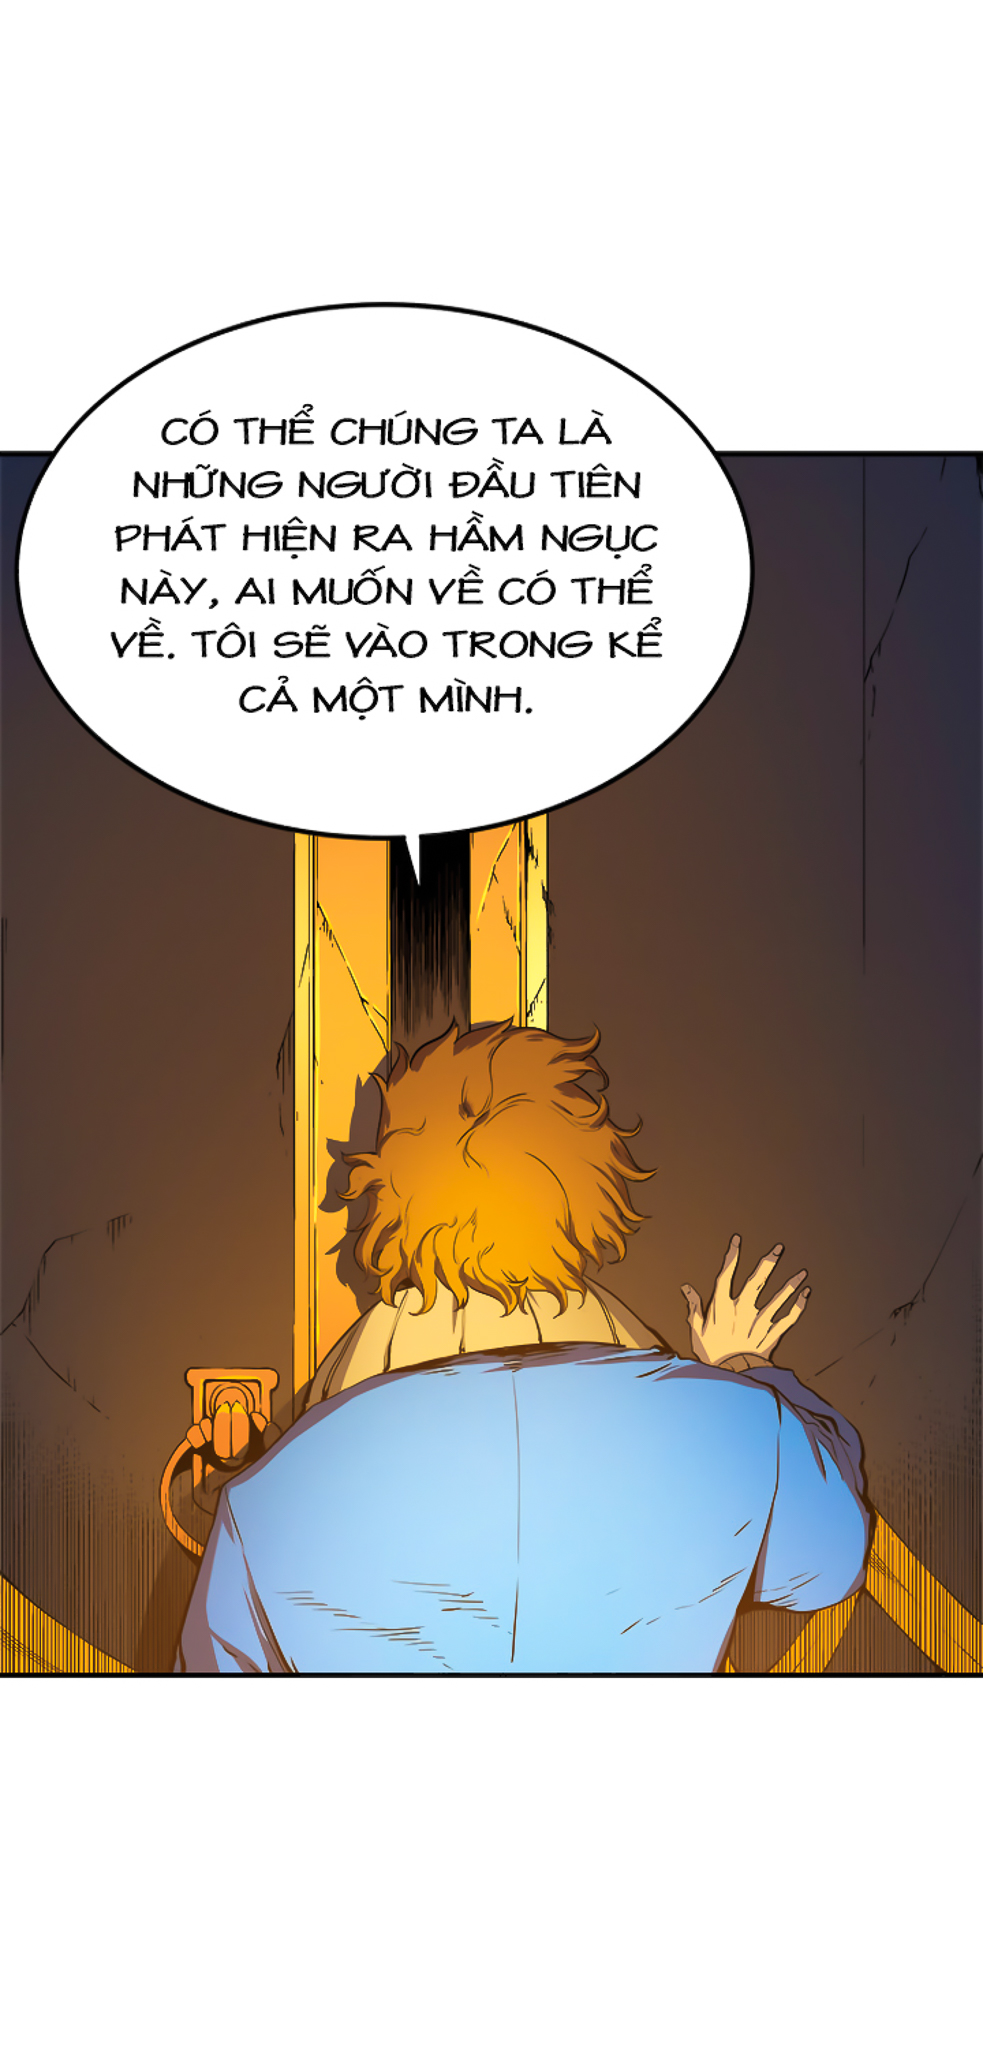 CÓ THỂ CHÚNG TA LÀ
NHỮNG NGƯỜI ĐẦU TIÊN
PHÁT HIỆN RA HẦM NGỤC
NÀY, AI MUỐN VỀ CÓ THỂ
VỀ. TÔI SẼ VÀO TRONG KỂ
CẢ MỘT MÌNH.